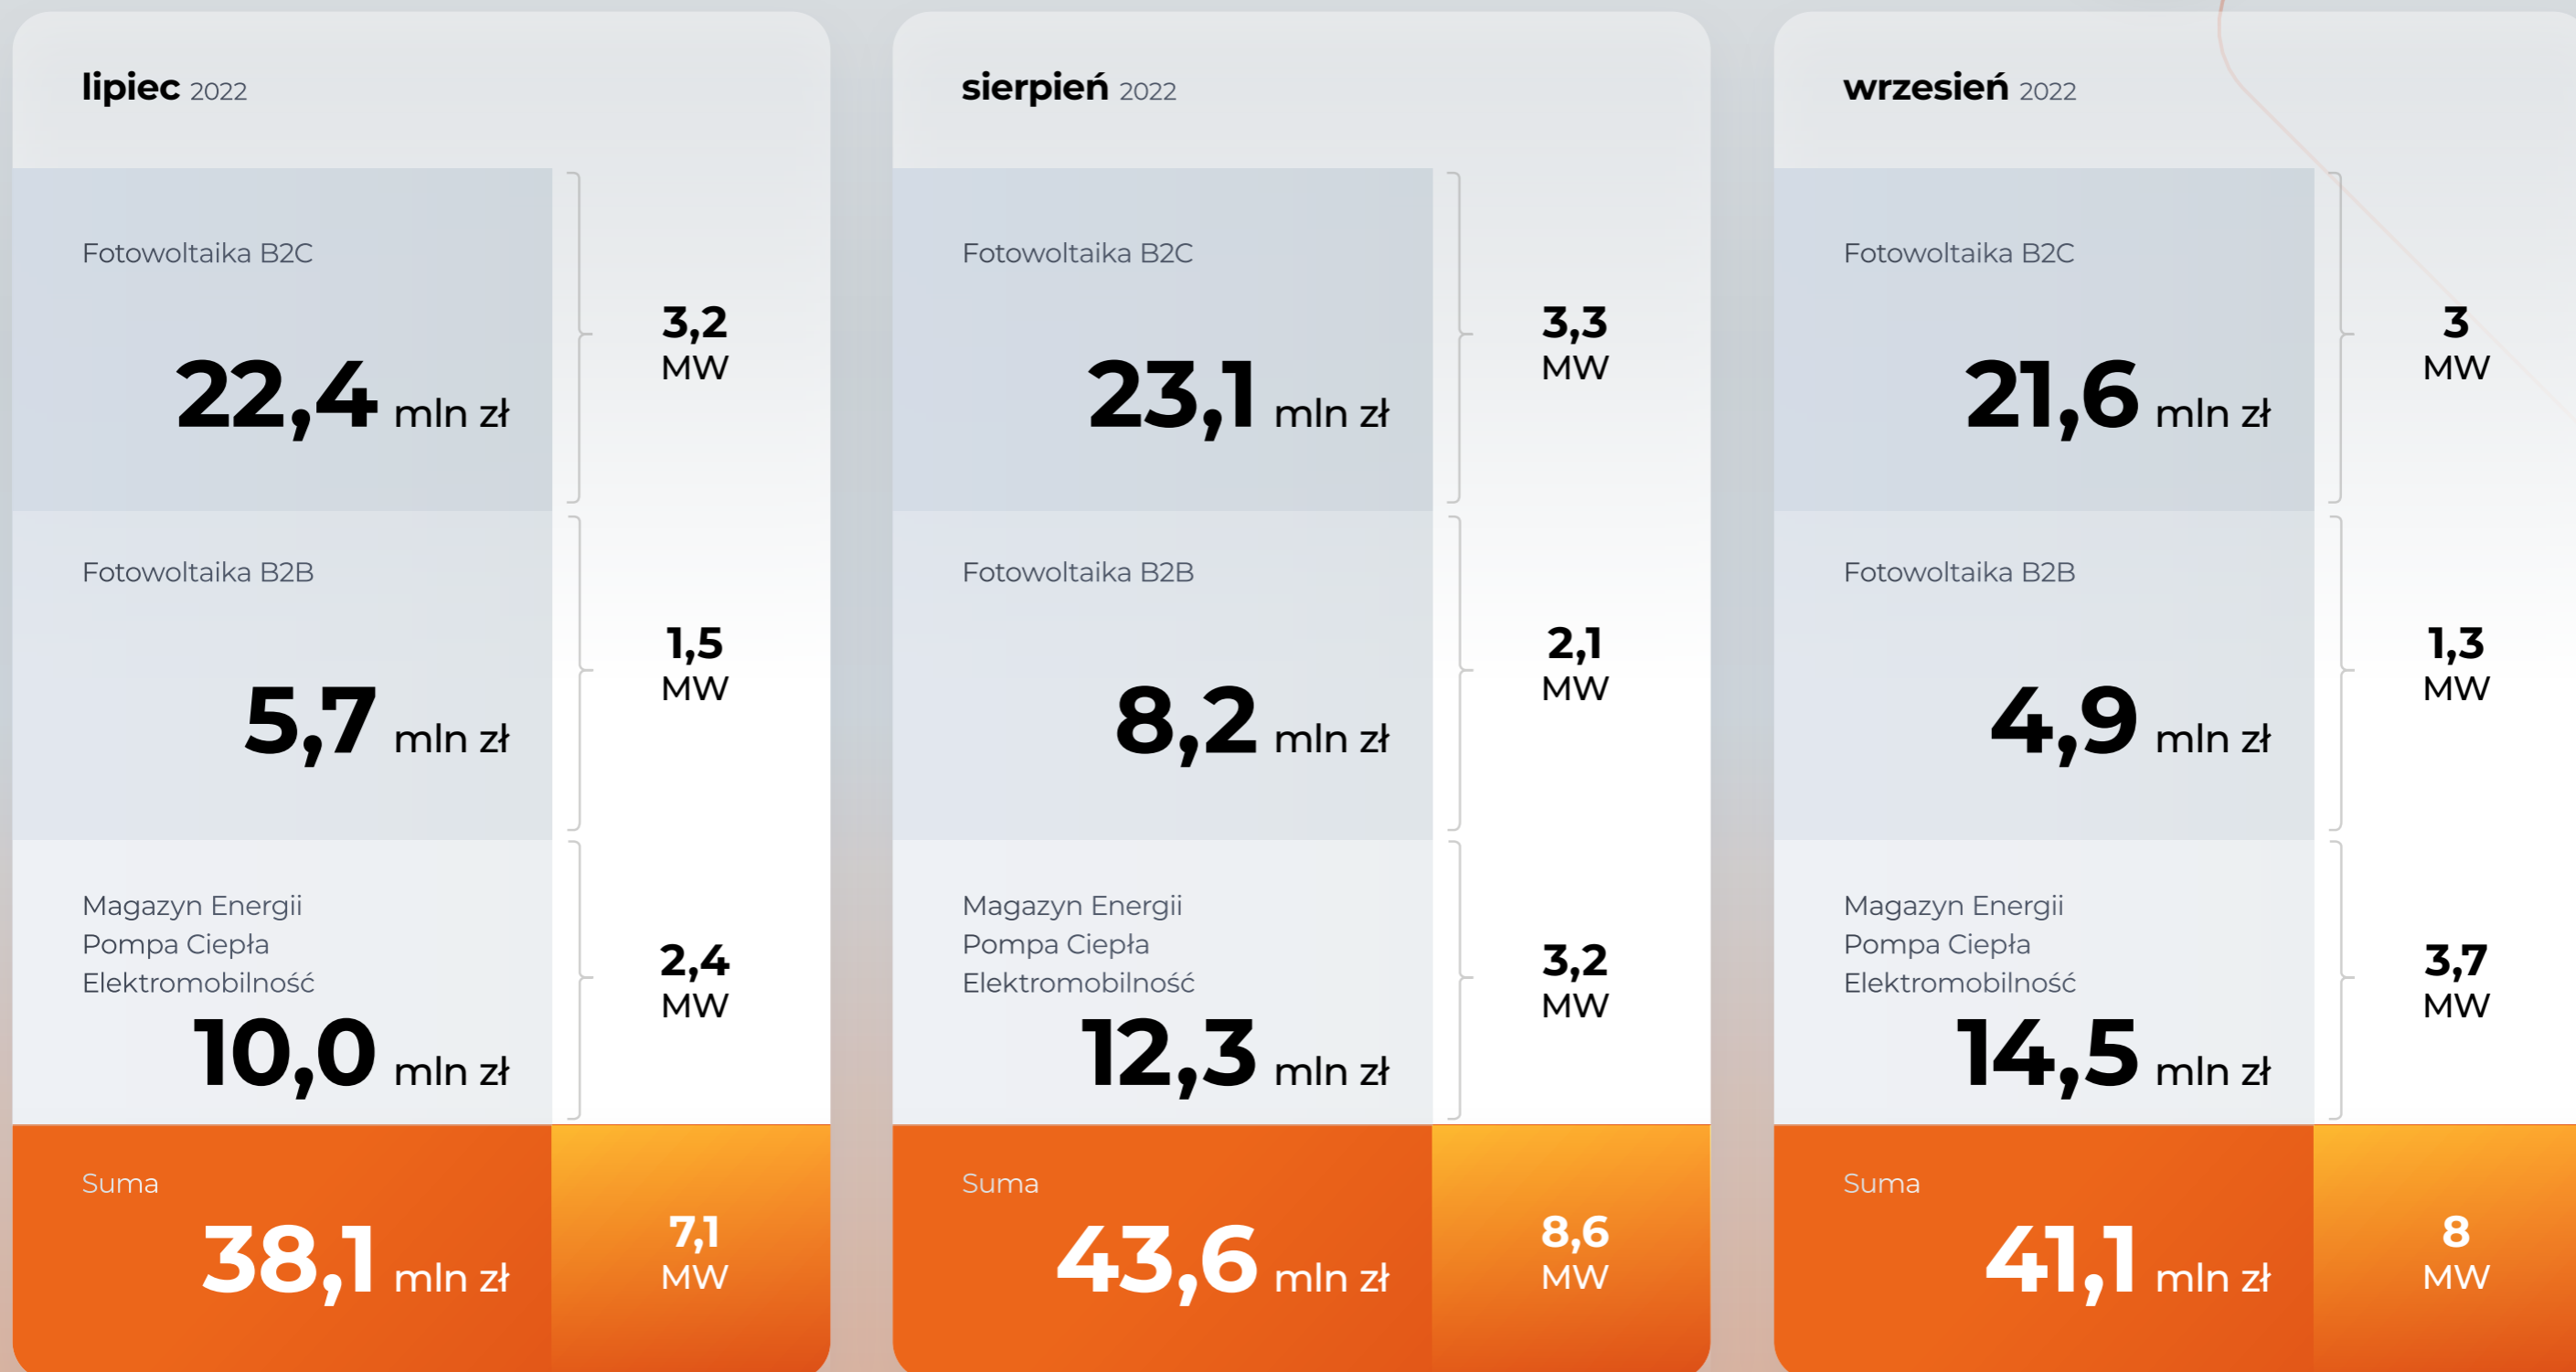 lipiec 2022
Fotowoltaika B2C
22,4 mln zł
3,2
MW
Fotowoltaika B2B
5,7 mln zł
1,5
MW
Magazyn Energii
Pompa Ciepła
Elektromobilność
10,0 mln zł
2,4
MW
Suma
38,1 mln zł
7,1
MW
sierpień 2022
Fotowoltaika B2C
23,1 mln zł
3,3
MW
Fotowoltaika B2B
8,2 mln zł
2,1
MW
Magazyn Energii
Pompa Ciepła
Elektromobilność
12,3 mln zł
3,2
MW
Suma
43,6 mln zł
8,6
MW
wrzesień 2022
Fotowoltaika B2C
21,6 mln zł
3
MW
Fotowoltaika B2B
4,9 mln zł
1,3
MW
Magazyn Energii
Pompa Ciepła
Elektromobilność
14,5 mln zł
3,7
MW
Suma
41,1 mln zł
8
MW